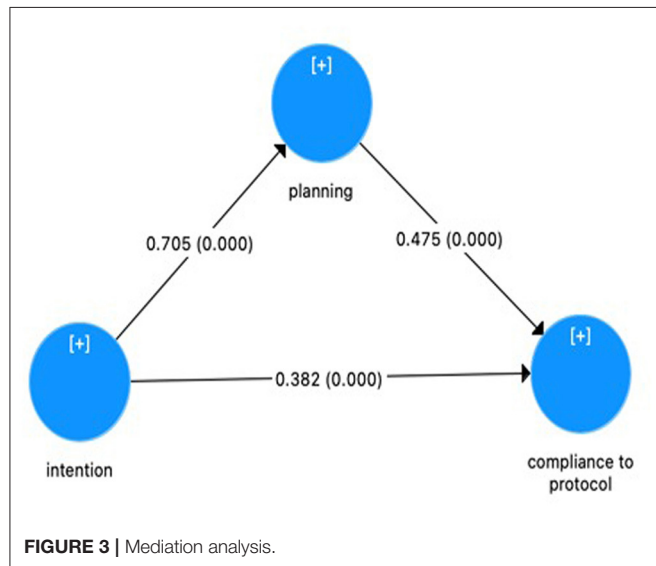 [+]
planning
0.705 (0.000)
0.475 (0.000)
[+]
[+]
0.382 (0.000)
intention
compliance to
protocol
FIGURE 3 | Mediation analysis.